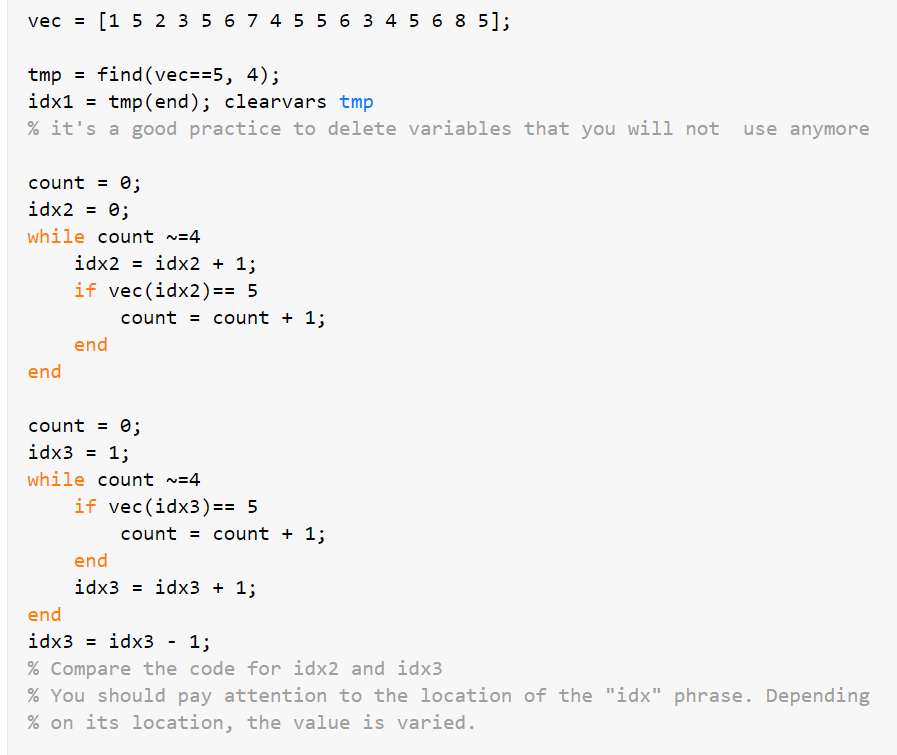 vec = [1 5 2 3 5 6 7 4 5 5 6 3 4 5 6 8 5];
tmp = find(vec==5, 4);
idx1 = tmp(end); clearvars tmp
% it's a good practice to delete variables that you will not  use anymore
count = 0;
idx2 = 0;
while count ~=4
    idx2 = idx2 + 1;
    if vec(idx2)== 5
        count = count + 1;
    end
end
count = 0;
idx3 = 1;
while count ~=4
    if vec(idx3)== 5
        count = count + 1;
    end
    idx3 = idx3 + 1;
end
idx3 = idx3 - 1;
% Compare the code for idx2 and idx3
% You should pay attention to the location of the "idx" phrase. Depending
% on its location, the value is varied.